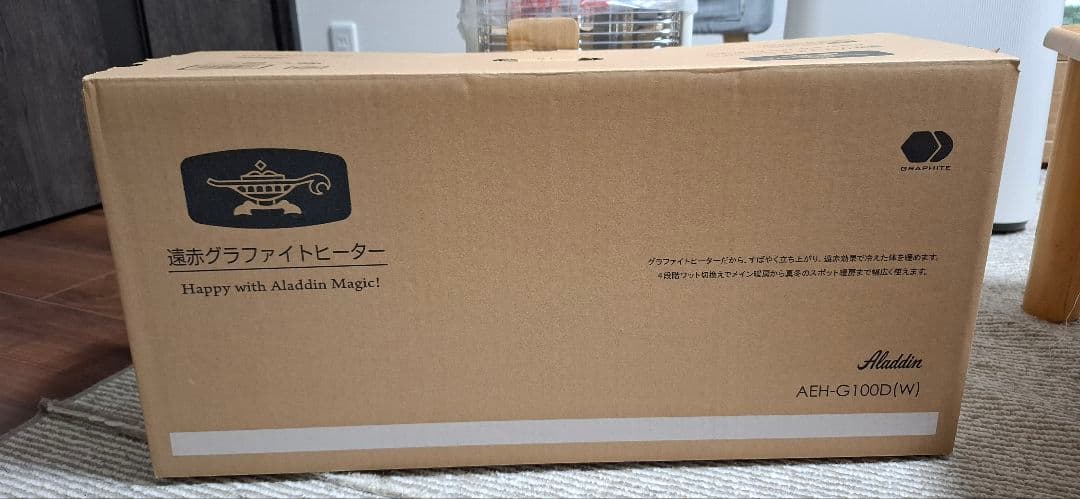 遠赤グラファイトヒーター
Happy with Aladdin Magic!
GRAPHITE
グラファイトヒーターだから、すばやく立ち上がり、遠赤効果で冷えた体を暖めます。
4段階ワット切換えでメイン暖房から真冬のスポット暖房まで幅広く使えます。
Aladdin
AEH-G100D(W)